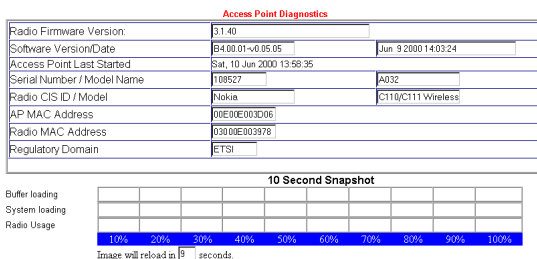 Access Point Diagnostics
Radio Firmware Version: 3.1.40
Software Version/Date B4.00.01-v0.05.05 Jun 9 2000 14:03:24
Access Point Last Started Sat, 10 Jun 2000 13:58:35
Serial Number / Model Name 108527 A032
Radio CIS ID / Model Nokia C110/C111 Wireless
AP MAC Address 00E00E003D06
Radio MAC Address 03000E003978
Regulatory Domain ETSI
10 Second Snapshot
Buffer loading
System loading
Radio Usage
10% 20% 30% 40% 50% 60% 70% 80% 90% 100%
Image will reload in 9 seconds.